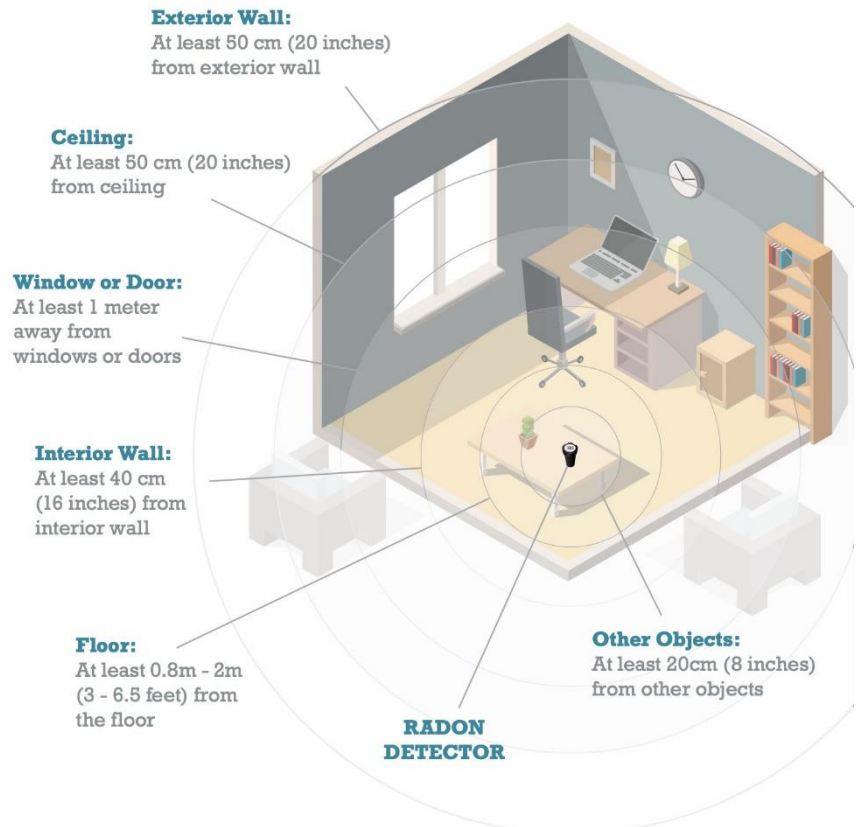 Exterior Wall:
At least 50 cm (20 inches)
from exterior wall
Ceiling:
At least 50 cm (20 inches)
from ceiling
Window or Door:
At least 1 meter
away from
windows or doors
Interior Wall:
At least 40 cm
(16 inches) from
interior wall
Floor:
At least 0.8m - 2m
(3 - 6.5 feet) from
the floor
Other Objects:
At least 20cm (8 inches)
from other objects
RADON
DETECTOR